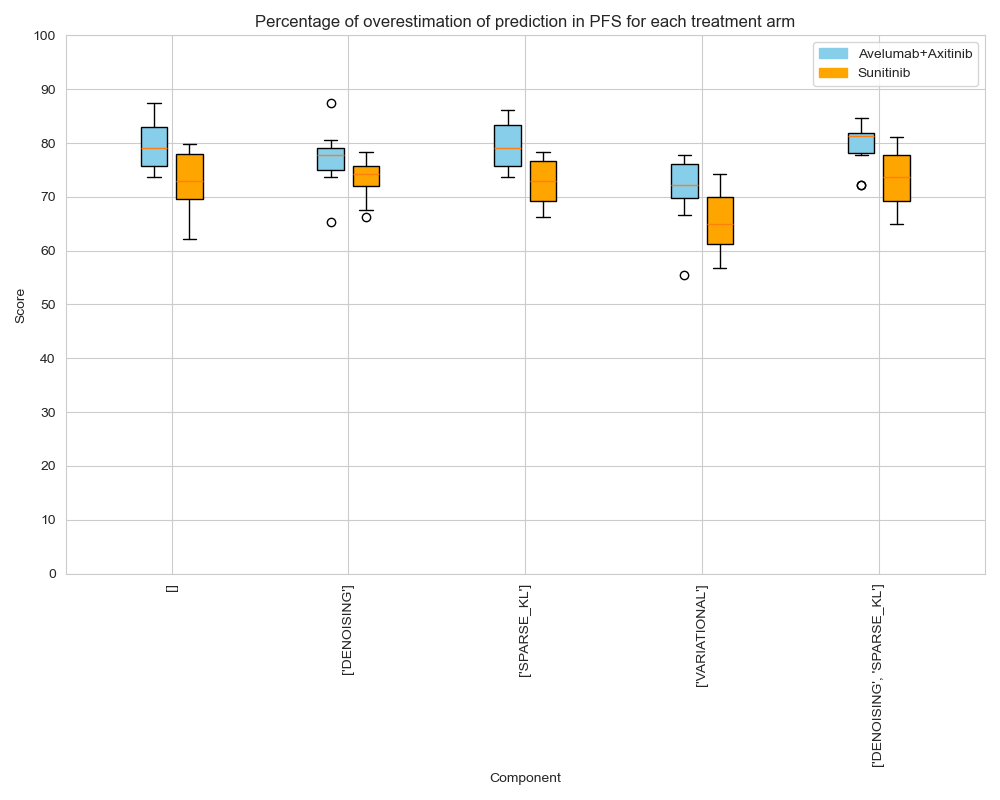 Percentage of overestimation of prediction in PFS for each treatment arm
100
90
80
70
60
50
40
30
20
10
0
Score
Avelumab+Axitinib
Sunitinib
[]
['DENOISING']
['SPARSE_KL']
['VARIATIONAL']
['DENOISING', 'SPARSE_KL']
Component